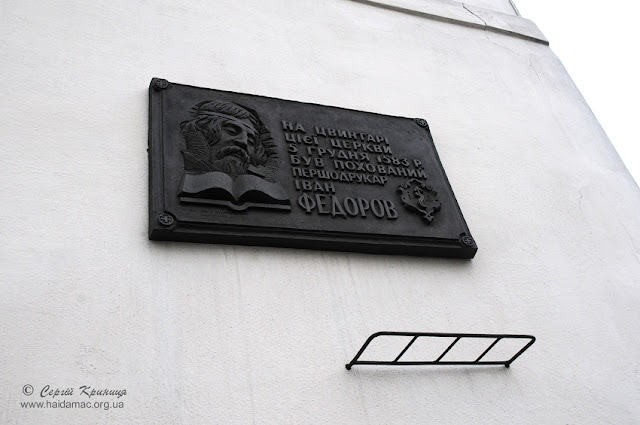 НА ЦВИНТАРІ
ЦІЄЇ ЦЕРКВИ
5 ГРУДНЯ 1583 Р.
БУВ ПОХОВАНИЙ
ПЕРШОДРУКАР
ІВАН
ФЕДОРОВ
© Сергій Криниця
www.haidamac.org.ua